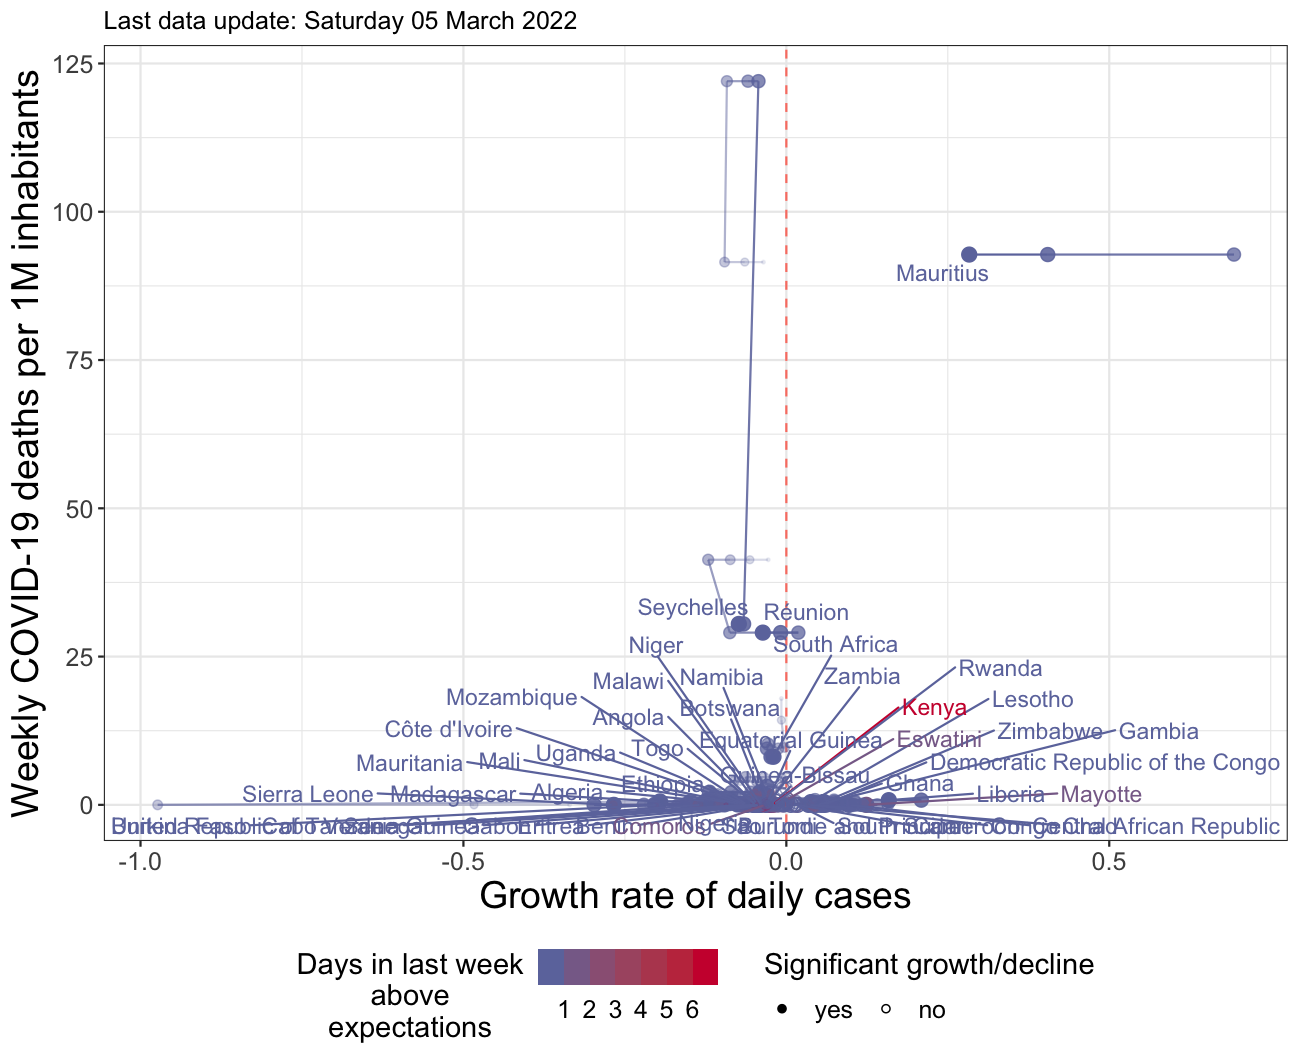 Last data update: Saturday 05 March 2022
Weekly COVID-19 deaths per 1M inhabitants
125
100
75
50
25
0
Mauritius
Seychelles
Réunion
Niger
South Africa
Malawi
Namibia
Zambia
Rwanda
Mozambique
Botswana
Kenya
Lesotho
Angola
Côte d'Ivoire
Equatorial Guinea
Eswatini
Zimbabwe
Gambia
Mauritania
Mali
Uganda
Togo
Democratic Republic of the Congo
Guinea-Bissau
Sierra Leone
Madagascar
Algeria
Ethiopia
Ghana
Liberia
Mayotte
Gabon
Eritrea
Benin
Comoros
Nigeria
Burundi
Central African Republic
-1.0
-0.5
0.0
0.5
Growth rate of daily cases
Days in last week
above
expectations
1 2 3 4 5 6
Significant growth/decline
yes
no